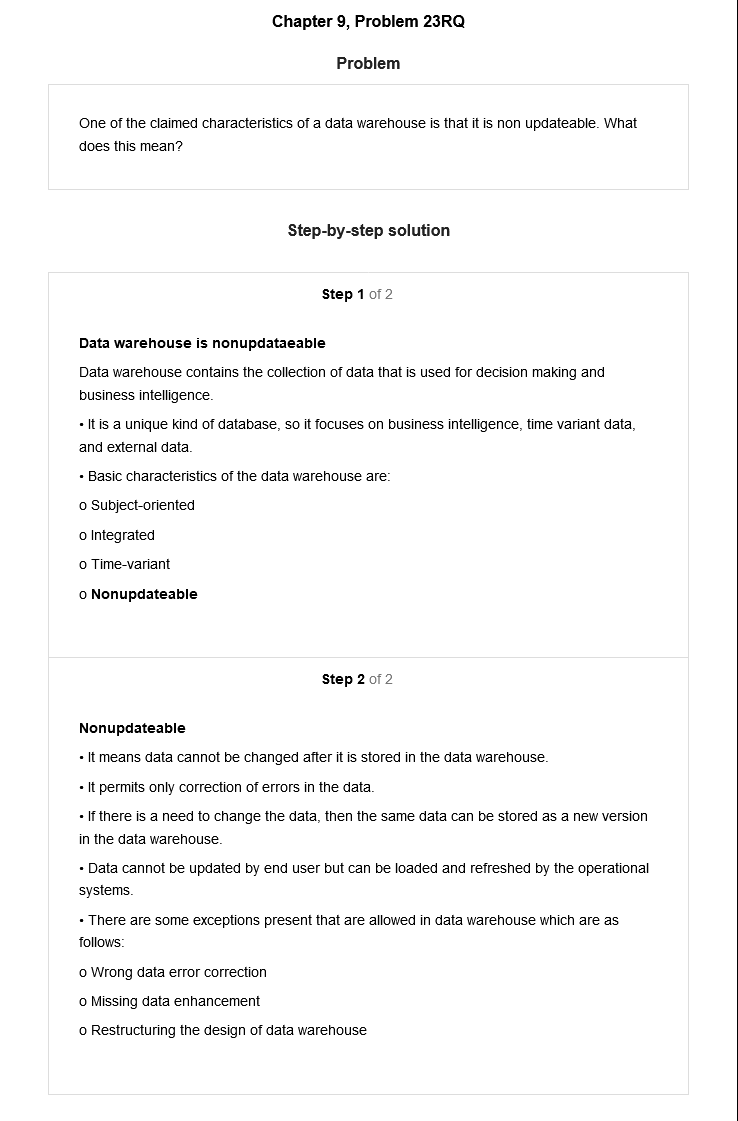 Chapter 9, Problem 23RQ
Problem
One of the claimed characteristics of a data warehouse is that it is non updateable. What
does this mean?
Step-by-step solution
Step 1 of 2
Data warehouse is nonupdataeable
Data warehouse contains the collection of data that is used for decision making and
business intelligence.
• It is a unique kind of database, so it focuses on business intelligence, time variant data,
and external data.
• Basic characteristics of the data warehouse are:
o Subject-oriented
o Integrated
o Time-variant
o Nonupdateable
Step 2 of 2
Nonupdateable
• It means data cannot be changed after it is stored in the data warehouse.
• It permits only correction of errors in the data.
• If there is a need to change the data, then the same data can be stored as a new version
in the data warehouse.
• Data cannot be updated by end user but can be loaded and refreshed by the operational
systems.
• There are some exceptions present that are allowed in data warehouse which are as
follows:
o Wrong data error correction
o Missing data enhancement
o Restructuring the design of data warehouse